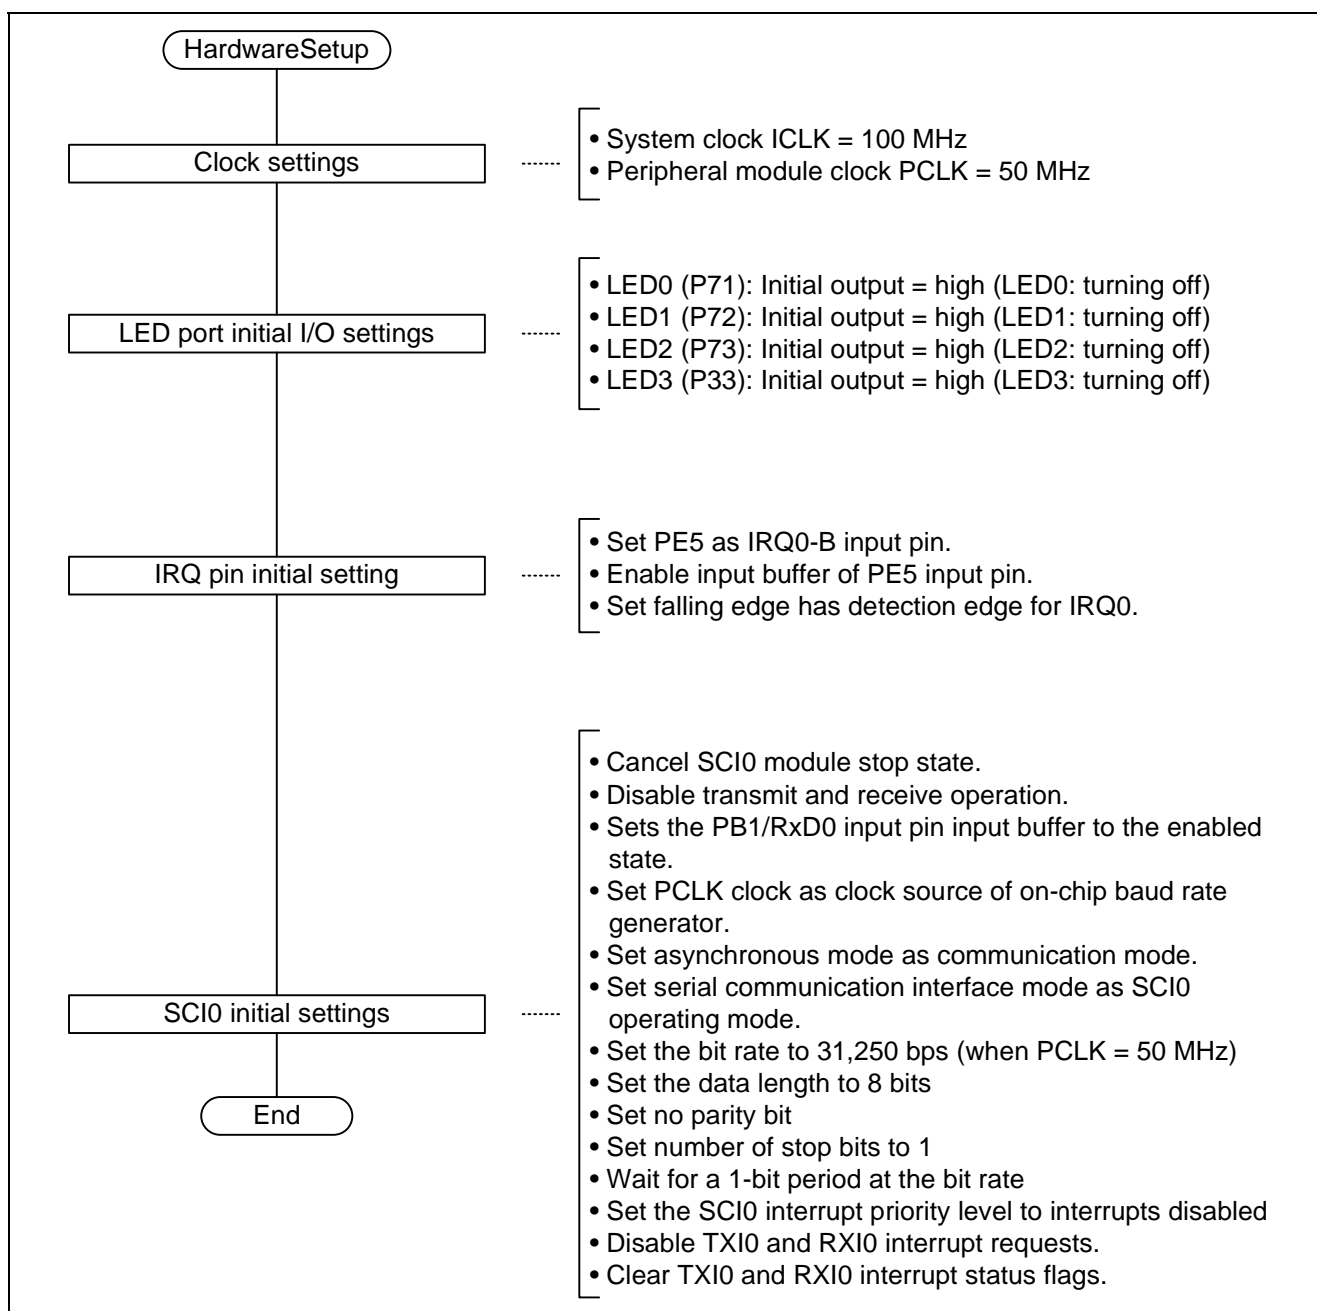 HardwareSetup
Clock settings
• System clock ICLK = 100 MHz
• Peripheral module clock PCLK = 50 MHz
LED port initial I/O settings
• LED0 (P71): Initial output = high (LED0: turning off)
• LED1 (P72): Initial output = high (LED1: turning off)
• LED2 (P73): Initial output = high (LED2: turning off)
• LED3 (P33): Initial output = high (LED3: turning off)
IRQ pin initial setting
• Set PE5 as IRQ0-B input pin.
• Enable input buffer of PE5 input pin.
• Set falling edge has detection edge for IRQ0.
SCI0 initial settings
• Cancel SCI0 module stop state.
• Disable transmit and receive operation.
• Sets the PB1/RxD0 input pin input buffer to the enabled
state.
• Set PCLK clock as clock source of on-chip baud rate
generator.
• Set asynchronous mode as communication mode.
• Set serial communication interface mode as SCI0
operating mode.
• Set the bit rate to 31,250 bps (when PCLK = 50 MHz)
• Set the data length to 8 bits
• Set no parity bit
• Set number of stop bits to 1
• Wait for a 1-bit period at the bit rate
• Set the SCI0 interrupt priority level to interrupts disabled
• Disable TXI0 and RXI0 interrupt requests.
• Clear TXI0 and RXI0 interrupt status flags.
End